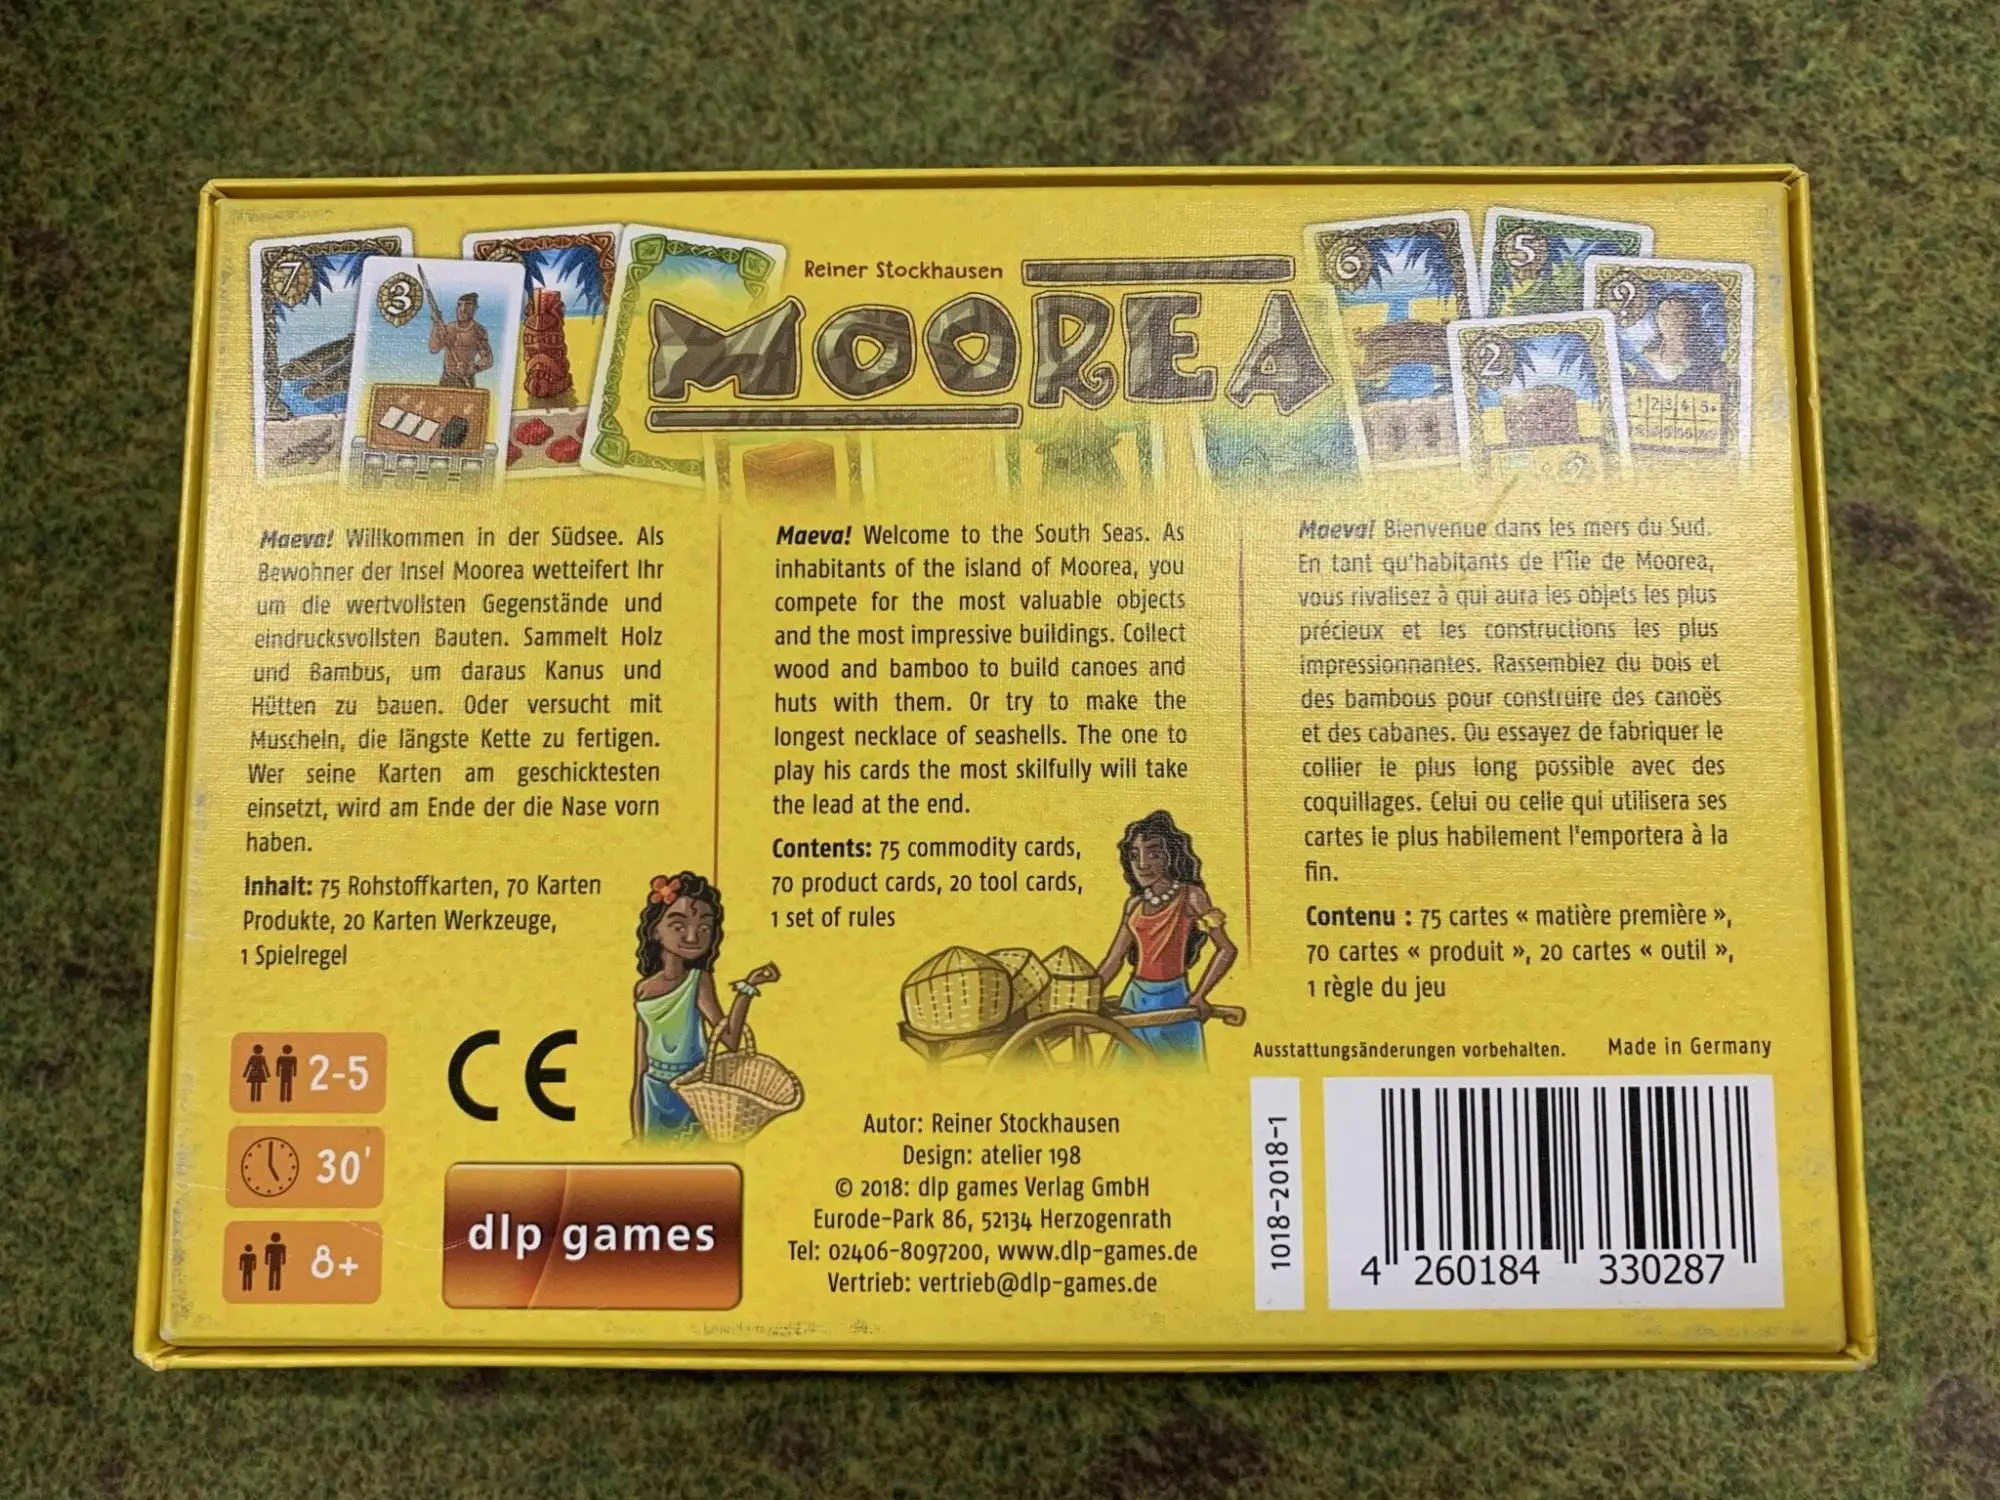 Reiner Stockhausen
MOOREA
7
3
6
5
9
2
1 2 3 4 5+
Maeva! Willkommen in der Südsee. Als
Bewohner der Insel Moorea wetteifert Ihr
um die wertvollsten Gegenstände und
eindrucksvollsten Bauten. Sammelt Holz
und Bambus, um daraus Kanus und
Hütten zu bauen. Oder versucht mit
Muscheln, die längste Kette zu fertigen.
Wer seine Karten am geschicktesten
einsetzt, wird am Ende der die Nase vorn
haben.
Inhalt: 75 Rohstoffkarten, 70 Karten
Produkte, 20 Karten Werkzeuge,
1 Spielregel
Maeva! Welcome to the South Seas. As
inhabitants of the island of Moorea, you
compete for the most valuable objects
and the most impressive buildings. Collect
wood and bamboo to build canoes and
huts with them. Or try to make the
longest necklace of seashells. The one to
play his cards the most skilfully will take
the lead at the end.
Contents: 75 commodity cards,
70 product cards, 20 tool cards,
1 set of rules
Maeva! Bienvenue dans les mers du Sud.
En tant qu'habitants de l'île de Moorea,
vous rivalisez à qui aura les objets les plus
précieux et les constructions les plus
impressionnantes. Rassemblez du bois et
des bambous pour construire des canoës
et des cabanes. Ou essayez de fabriquer le
collier le plus long possible avec des
coquillages. Celui ou celle qui utilisera ses
cartes le plus habilement l'emportera à la
fin.
Contenu : 75 cartes « matière première »,
70 cartes « produit », 20 cartes « outil »,
1 règle du jeu
2-5
30'
8+
CE
dlp games
Autor: Reiner Stockhausen
Design: atelier 198
© 2018: dlp games Verlag GmbH
Eurode-Park 86, 52134 Herzogenrath
Tel: 02406-8097200, www.dlp-games.de
Vertrieb: vertrieb@dlp-games.de
Ausstattungsänderungen vorbehalten. Made in Germany
1018-2018-1
4 260184 330287